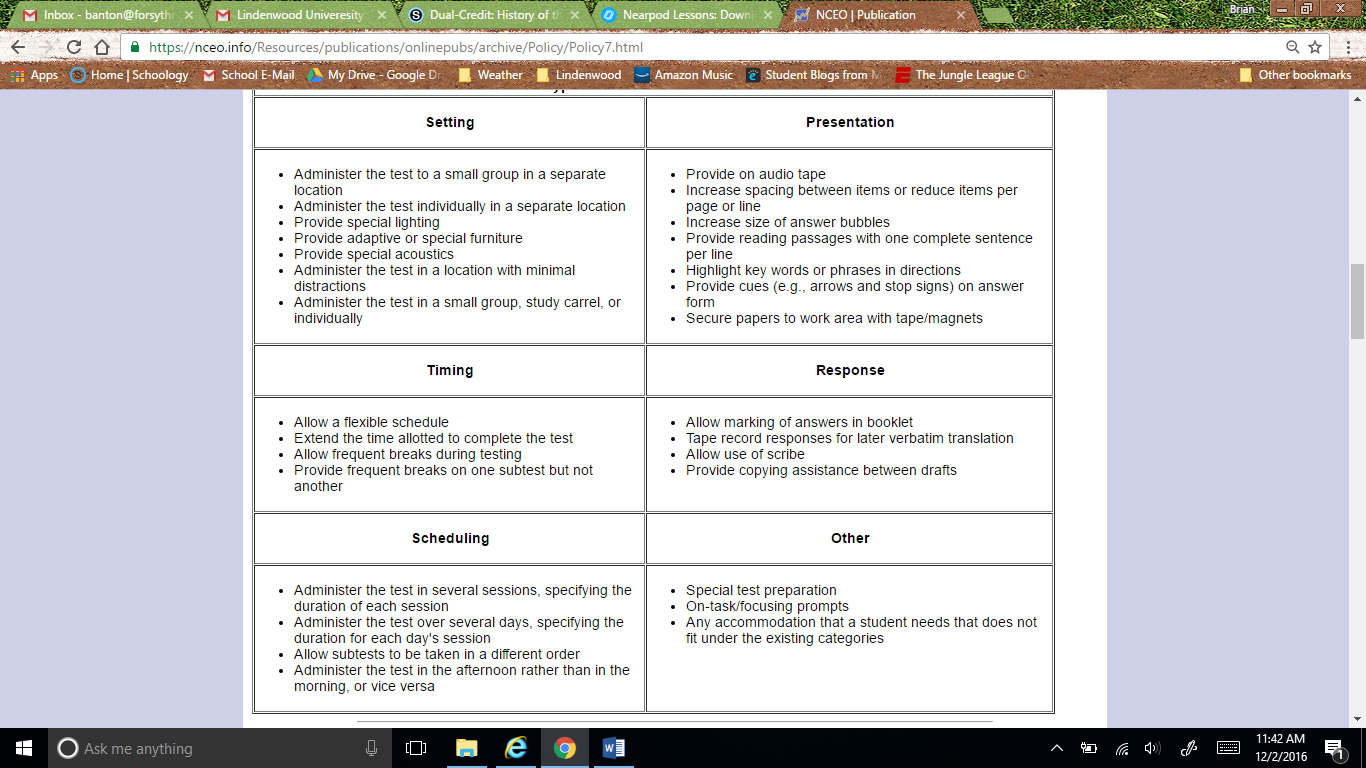 Inbox - banton@forsyth
Lindenwood Univeresity
Dual-Credit: History of th
Nearpod Lessons: Downl
NCEO | Publication
Brian
https://nceo.info/Resources/publications/onlinepubs/archive/Policy/Policy7.html
Apps
Home | Schoology
School E-Mail
My Drive - Google Dr
Weather
Lindenwood
Amazon Music
Student Blogs from M
The Jungle League O
Other bookmarks
Setting
Presentation
• Administer the test to a small group in a separate
location
• Administer the test individually in a separate location
• Provide special lighting
• Provide adaptive or special furniture
• Provide special acoustics
• Administer the test in a location with minimal
distractions
• Administer the test in a small group, study carrel, or
individually
• Provide on audio tape
• Increase spacing between items or reduce items per
page or line
• Increase size of answer bubbles
• Provide reading passages with one complete sentence
per line
• Highlight key words or phrases in directions
• Provide cues (e.g., arrows and stop signs) on answer
form
• Secure papers to work area with tape/magnets
Timing
Response
• Allow a flexible schedule
• Extend the time allotted to complete the test
• Allow frequent breaks during testing
• Provide frequent breaks on one subtest but not
another
• Allow marking of answers in booklet
• Tape record responses for later verbatim translation
• Allow use of scribe
• Provide copying assistance between drafts
Scheduling
Other
• Administer the test in several sessions, specifying the
duration of each session
• Administer the test over several days, specifying the
duration for each day's session
• Allow subtests to be taken in a different order
• Administer the test in the afternoon rather than in the
morning, or vice versa
• Special test preparation
• On-task/focusing prompts
• Any accommodation that a student needs that does not
fit under the existing categories
Ask me anything
11:42 AM
12/2/2016
1